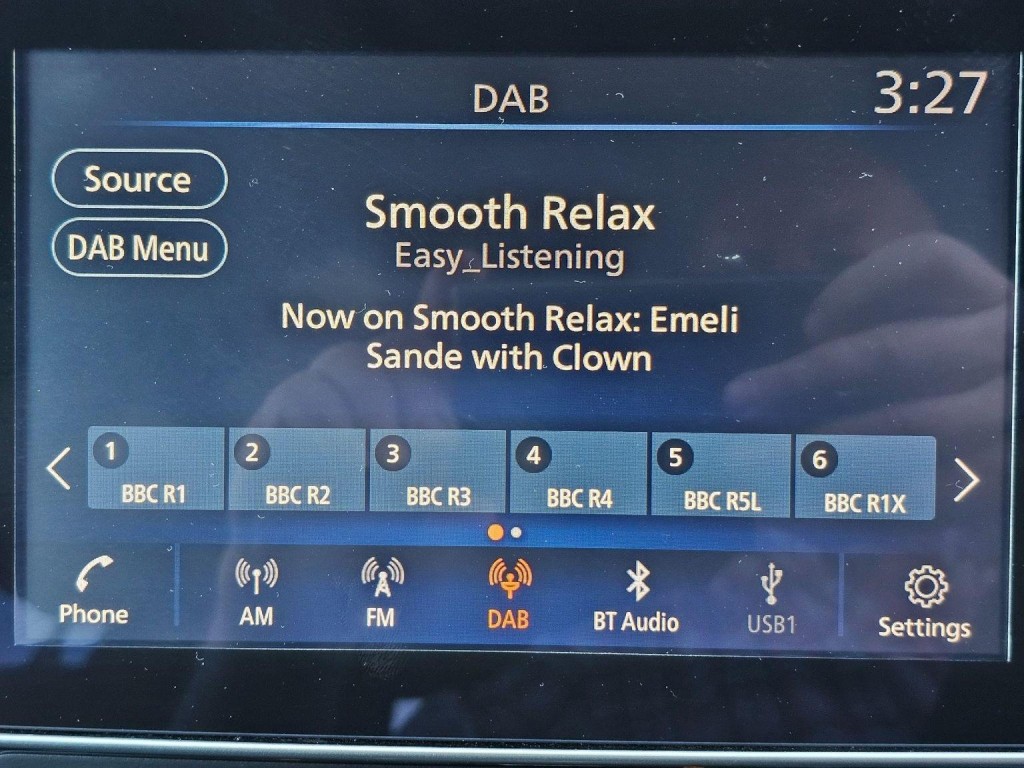 DAB
3:27
Source
DAB Menu
Smooth Relax
Easy_Listening
Now on Smooth Relax: Emeli
Sande with Clown
1
BBC R1
2
BBC R2
3
BBC R3
4
BBC R4
5
BBC R5L
6
BBC R1X
Phone
AM
FM
DAB
BT Audio
USB1
Settings